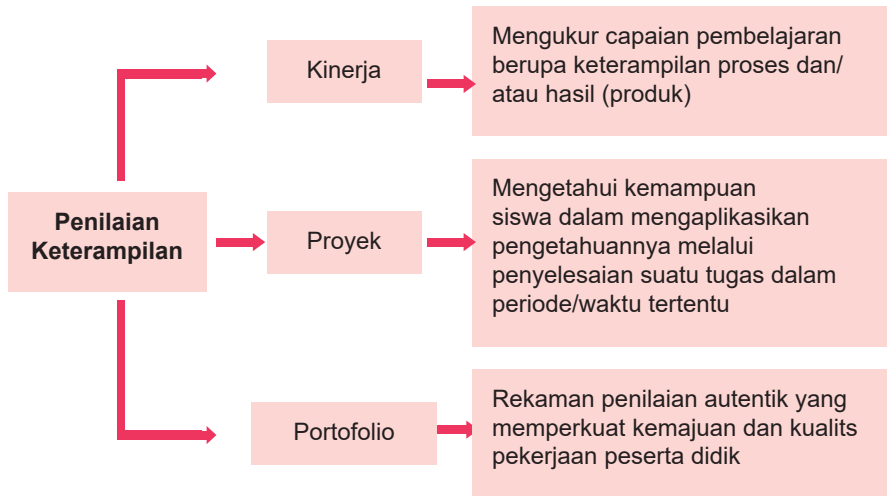 Penilaian
Keterampilan
Kinerja
Mengukur capaian pembelajaran
berupa keterampilan proses dan/
atau hasil (produk)
Proyek
Mengetahui kemampuan
siswa dalam mengaplikasikan
pengetahuannya melalui
penyelesaian suatu tugas dalam
periode/waktu tertentu
Portofolio
Rekaman penilaian autentik yang
memperkuat kemajuan dan kualits
pekerjaan peserta didik